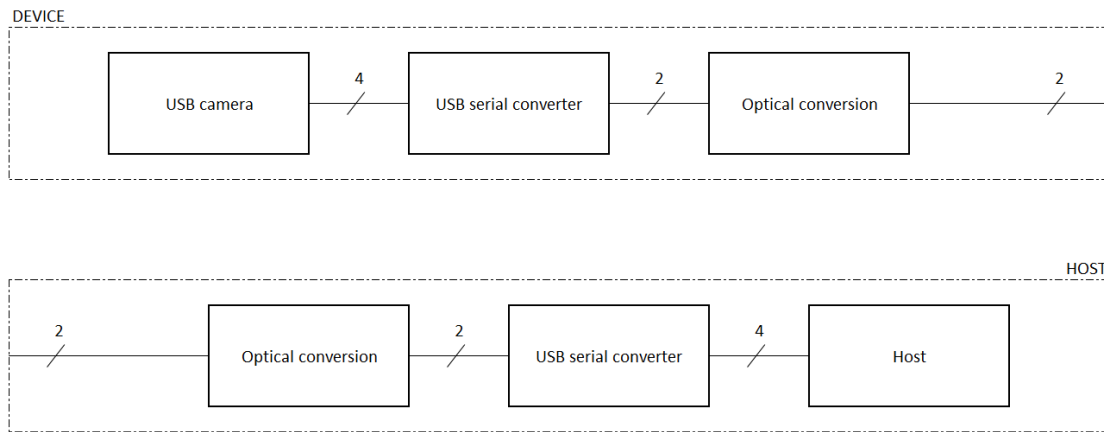 DEVICE
USB camera
4
USB serial converter
2
Optical conversion
2
HOST
2
Optical conversion
2
USB serial converter
4
Host